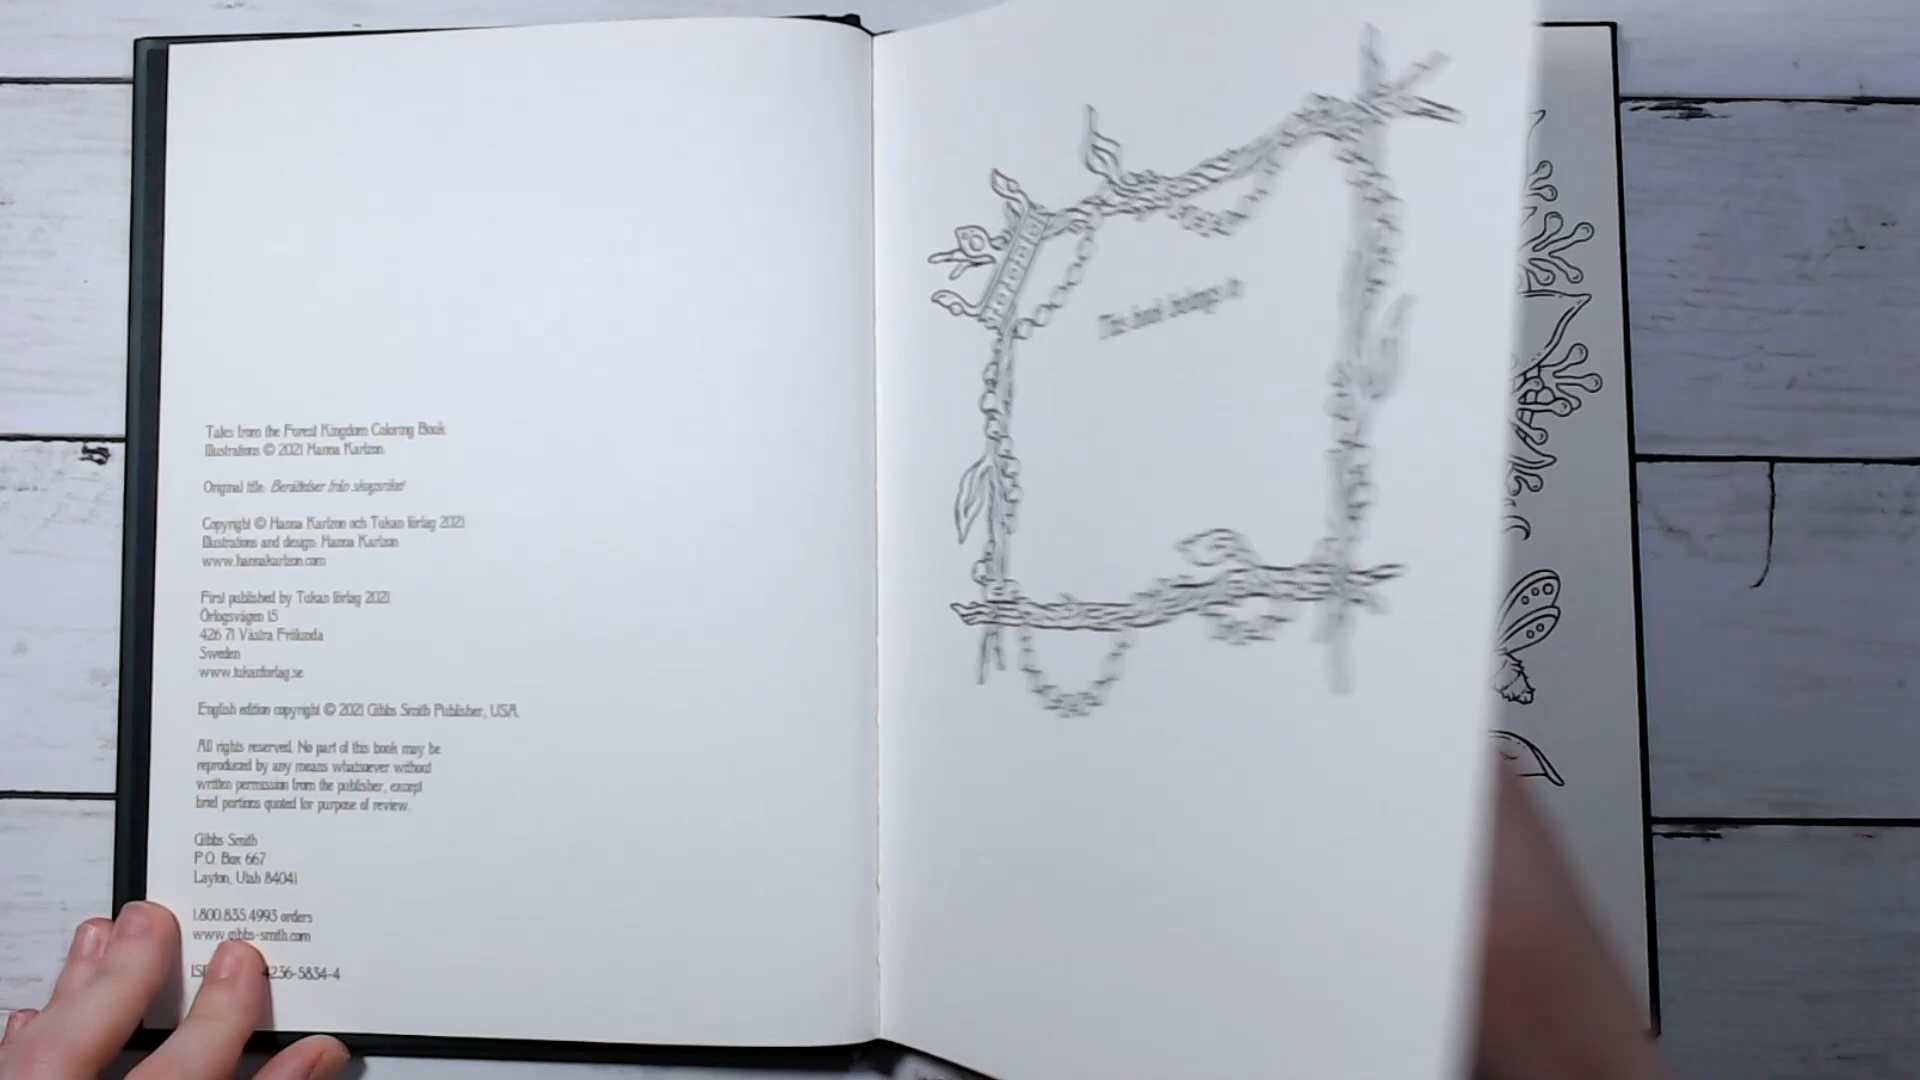 Tales from the Forest Kingdom Coloring Book.
Illustrations © 2021 Hanna Karlzon.
Original title: Berättelser från skogsriket
Copyright © Hanna Karlzon och Tukan förlag 2021
Illustrations and design: Hanna Karlzon
www.hannakarlzon.com
First published by Tukan förlag 2021
Örlogsvägen 15
426 71 Västra Frölunda
Sweden
www.tukanforlag.se
English edition copyright © 2021 Gibbs Smith Publisher, USA.
All rights reserved. No part of this book may be
reproduced by any means whatsoever without
written permission from the publisher, except
brief portions quoted for purpose of review.
Gibbs Smith
P.O. Box 667
Layton, Utah 84041
1.800.835.4993 orders
www.gibbs-smith.com
4236-5834-4
This book belongs to